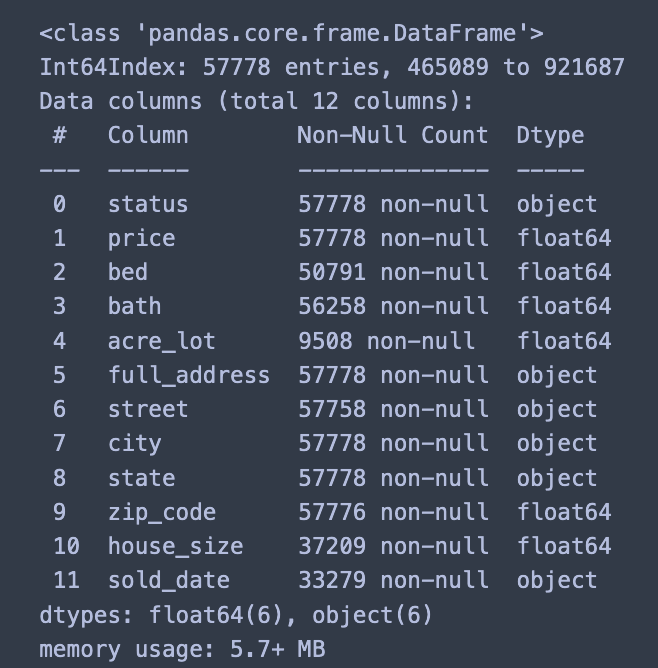 <class 'pandas.core.frame.DataFrame'>
Int64Index: 57778 entries, 465089 to 921687
Data columns (total 12 columns):
 #   Column        Non-Null Count  Dtype
---  ------        --------------  -----
 0   status        57778 non-null  object
 1   price         57778 non-null  float64
 2   bed           50791 non-null  float64
 3   bath          56258 non-null  float64
 4   acre_lot      9508 non-null   float64
 5   full_address  57778 non-null  object
 6   street        57758 non-null  object
 7   city          57778 non-null  object
 8   state         57778 non-null  object
 9   zip_code      57776 non-null  float64
 10  house_size    37209 non-null  float64
 11  sold_date     33279 non-null  object
dtypes: float64(6), object(6)
memory usage: 5.7+ MB